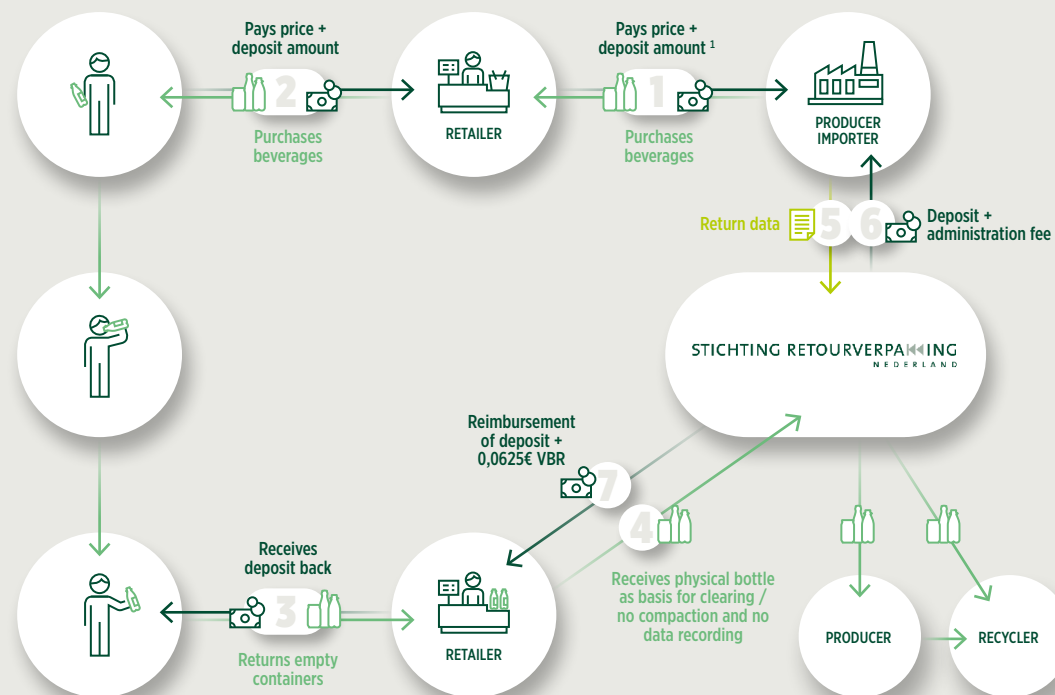 Pays price +
deposit amount
2
Purchases
beverages
RETAILER
Pays price +
deposit amount 1
1
Purchases
beverages
PRODUCER
IMPORTER
Return data
5
6
Deposit +
administration fee
STICHTING RETOURVERPAKKING
NEDERLAND
Reimbursement
of deposit +
0,0625€ VBR
7
4
Receives physical bottle
as basis for clearing /
no compaction and no
data recording
Receives
deposit back
3
Returns empty
containers
RETAILER
PRODUCER
RECYCLER